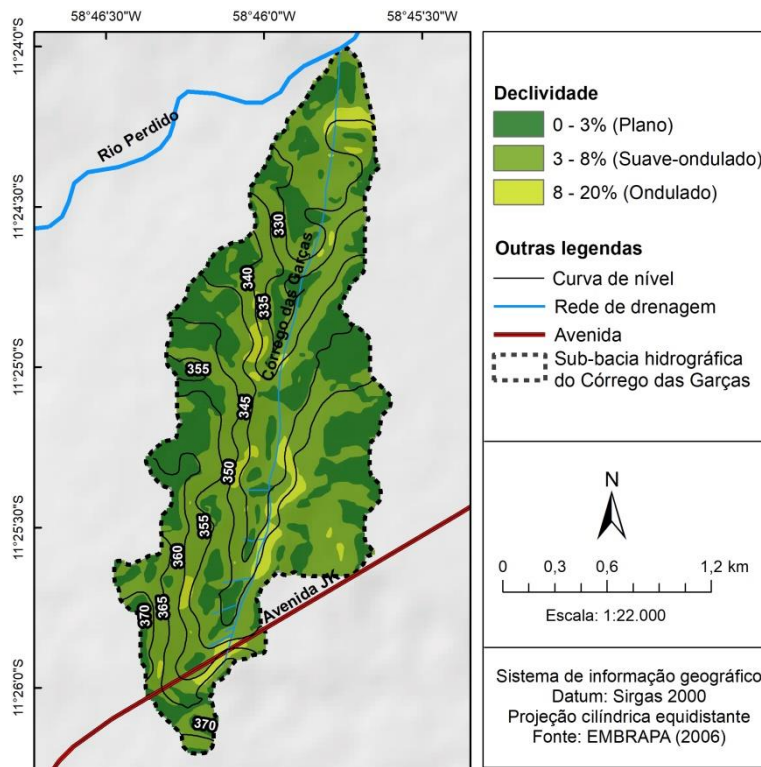 58°46'30"W
58°46'0"W
58°45'30"W
11°24'0"S
11°24'30"S
11°25'0"S
11°25'30"S
11°26'0"S
Rio Perdido
330
340
335
Córrego das Garças
355
345
350
355
360
365
370
Avenida JK
370
Declividade
0 - 3% (Plano)
3 - 8% (Suave-ondulado)
8 - 20% (Ondulado)
Outras legendas
Curva de nível
Rede de drenagem
Avenida
Sub-bacia hidrográfica
do Córrego das Garças
N
0 0,3 0,6 1,2 km
Escala: 1:22.000
Sistema de informação geográfico
Datum: Sirgas 2000
Projeção cilíndrica equidistante
Fonte: EMBRAPA (2006)